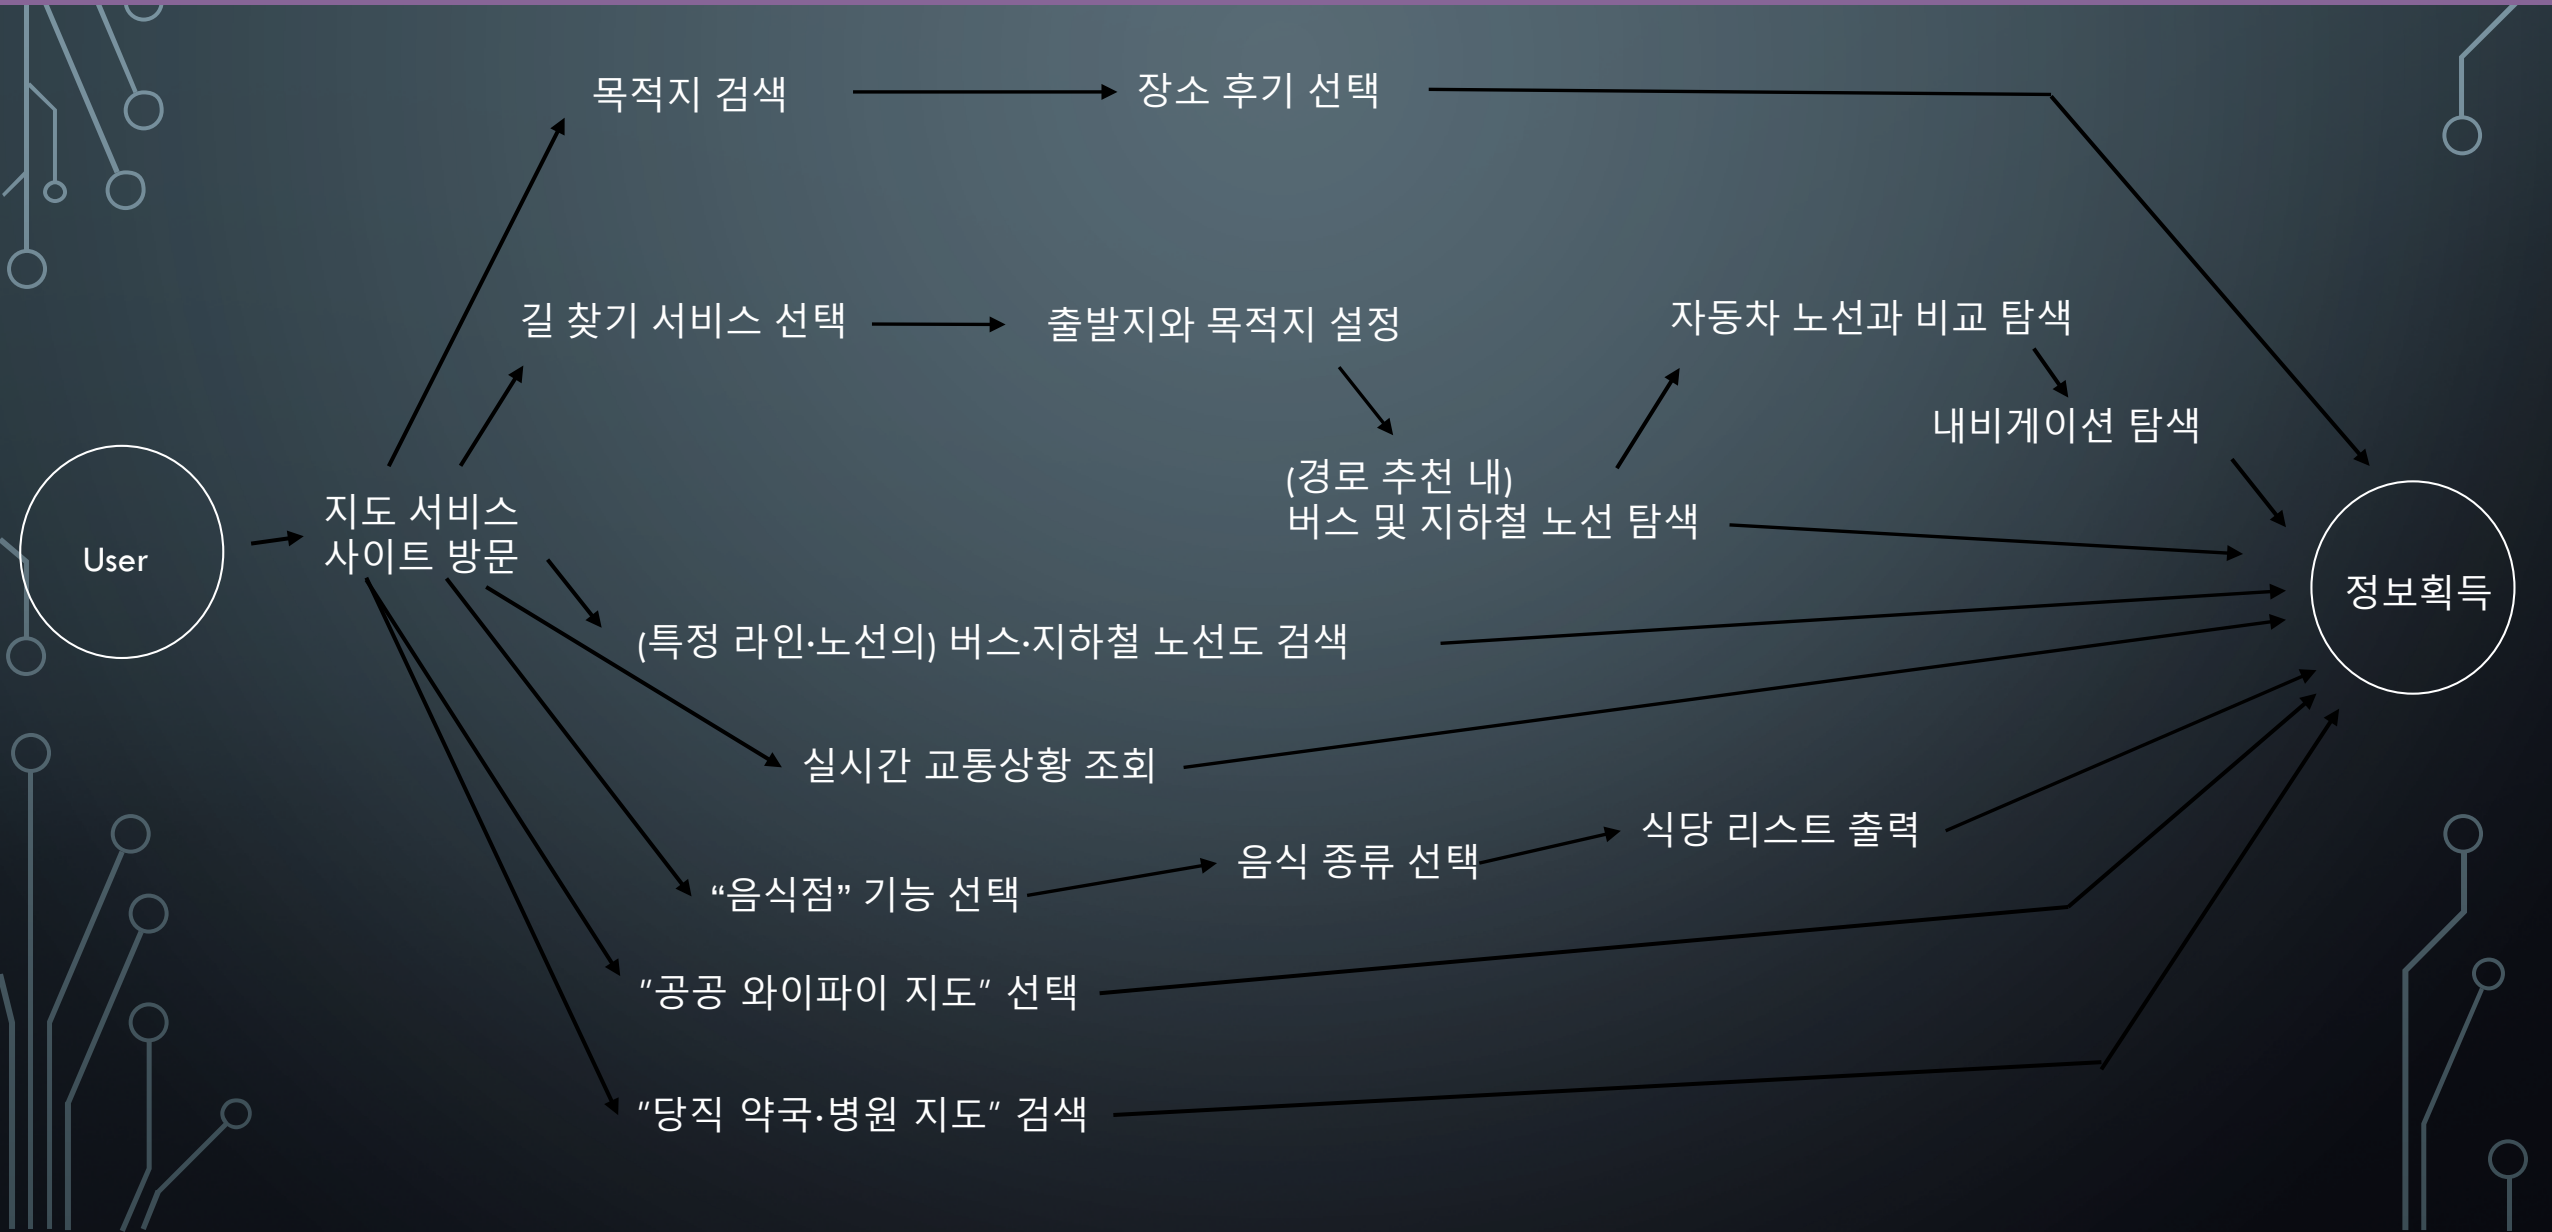 목적지 검색
장소 후기 선택
길 찾기 서비스 선택
출발지와 목적지 설정
자동차 노선과 비교 탐색
내비게이션 탐색
(경로 추천 내)
버스 및 지하철 노선 탐색
User
지도 서비스
사이트 방문
정보획득
(특정 라인·노선의) 버스·지하철 노선도 검색
실시간 교통상황 조회
“음식점” 기능 선택
음식 종류 선택
식당 리스트 출력
”공공 와이파이 지도” 선택
”당직 약국·병원 지도” 검색